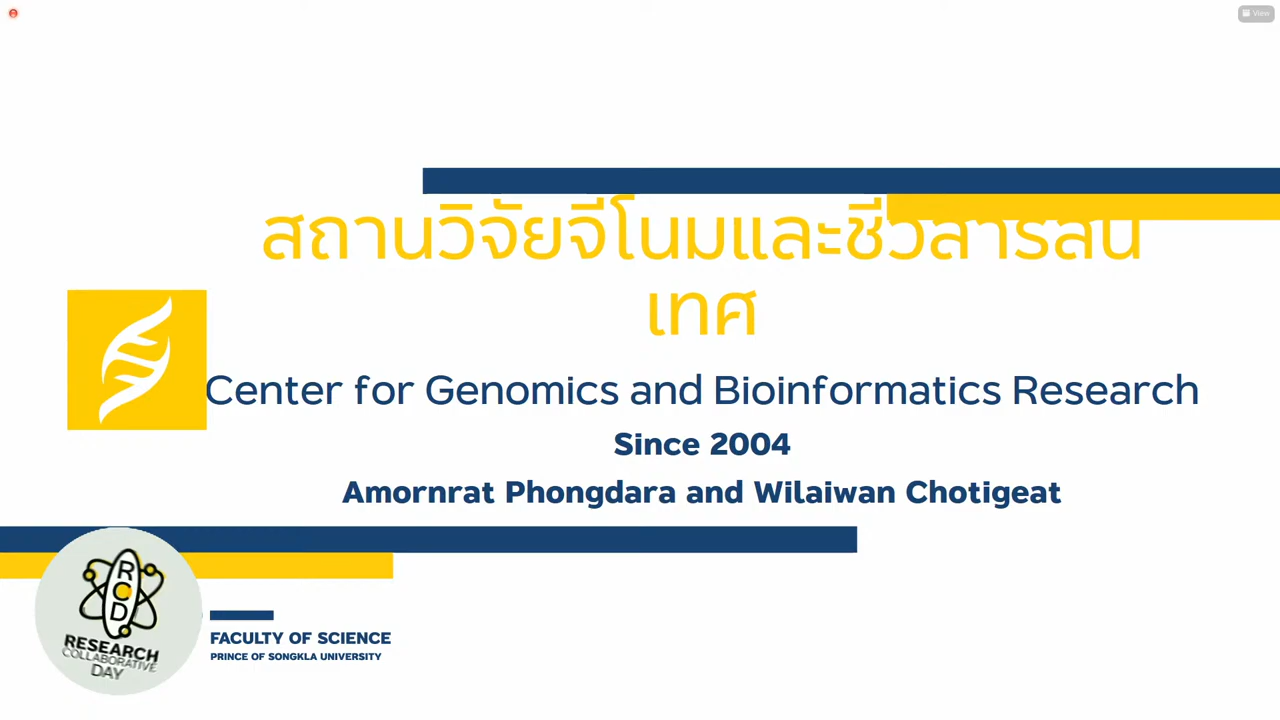 View
สถานวิจัยจีโนมและชีวสารสน
เทศ
Center for Genomics and Bioinformatics Research
Since 2004
Amornrat Phongdara and Wilaiwan Chotigeat
RCD
RESEARCH
COLLABORATIVE
DAY
FACULTY OF SCIENCE
PRINCE OF SONGKLA UNIVERSITY